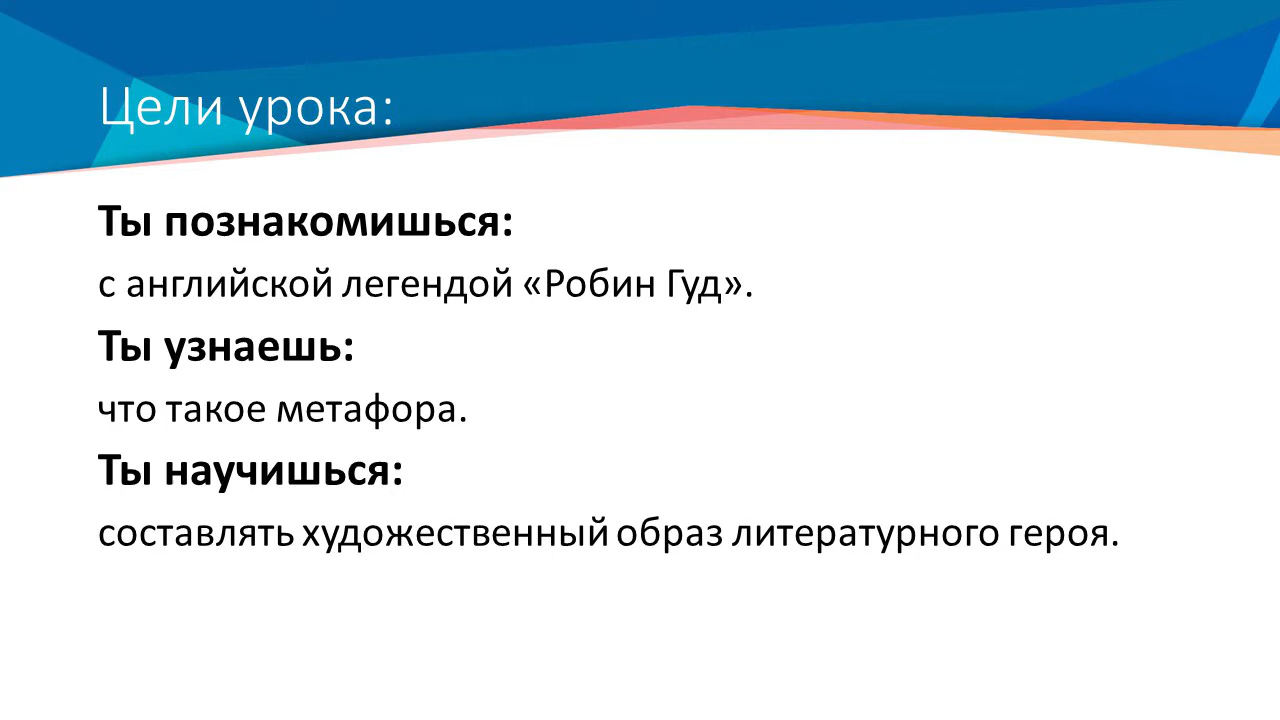 Цели урока:
Ты познакомишься:
с английской легендой «Робин Гуд».
Ты узнаешь:
что такое метафора.
Ты научишься:
составлять художественный образ литературного героя.